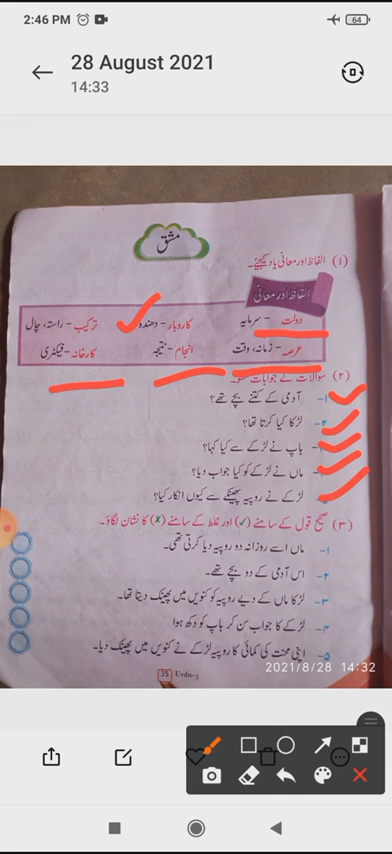 2:46 PM
64
28 August 2021
14:33
مشق
(۱) الفاظ اور معانی یاد کیجئے۔
الفاظ اور معانی
دولت - سرمایہ کاروبار - دھندہ ترکیب - راستہ، چال
عرصہ - زمانہ، وقت انجام - نتیجہ کارخانہ - فیکٹری
(۲) سوالات کے جوابات
۱- آدمی کے کتنے بچے تھے؟
۲- لڑکا کیا کرتا تھا؟
باپ نے لڑکے سے کیا کہا؟
ماں نے لڑکے کو کیا جواب دیا؟
لڑکے نے روپیہ پھینکنے سے کیوں انکار کیا؟
(۳) صحیح قول کے سامنے (✓) اور غلط کے سامنے (✗) کا نشان لگاؤ۔
۱- ماں اسے روزانہ دو روپیہ دیا کرتی تھی۔
۲- اس آدمی کے دو بچے تھے۔
۳- لڑکا ماں کے دیے روپیہ کو کنویں میں پھینک دیتا تھا۔
۴- لڑکے کا جواب سن کر باپ کو دکھ ہوا
۵- اپنی محنت کی کمائی کا روپیہ لڑکے نے کنویں میں پھینک دیا۔
2021/8/28 14:32
35 Urdu-3